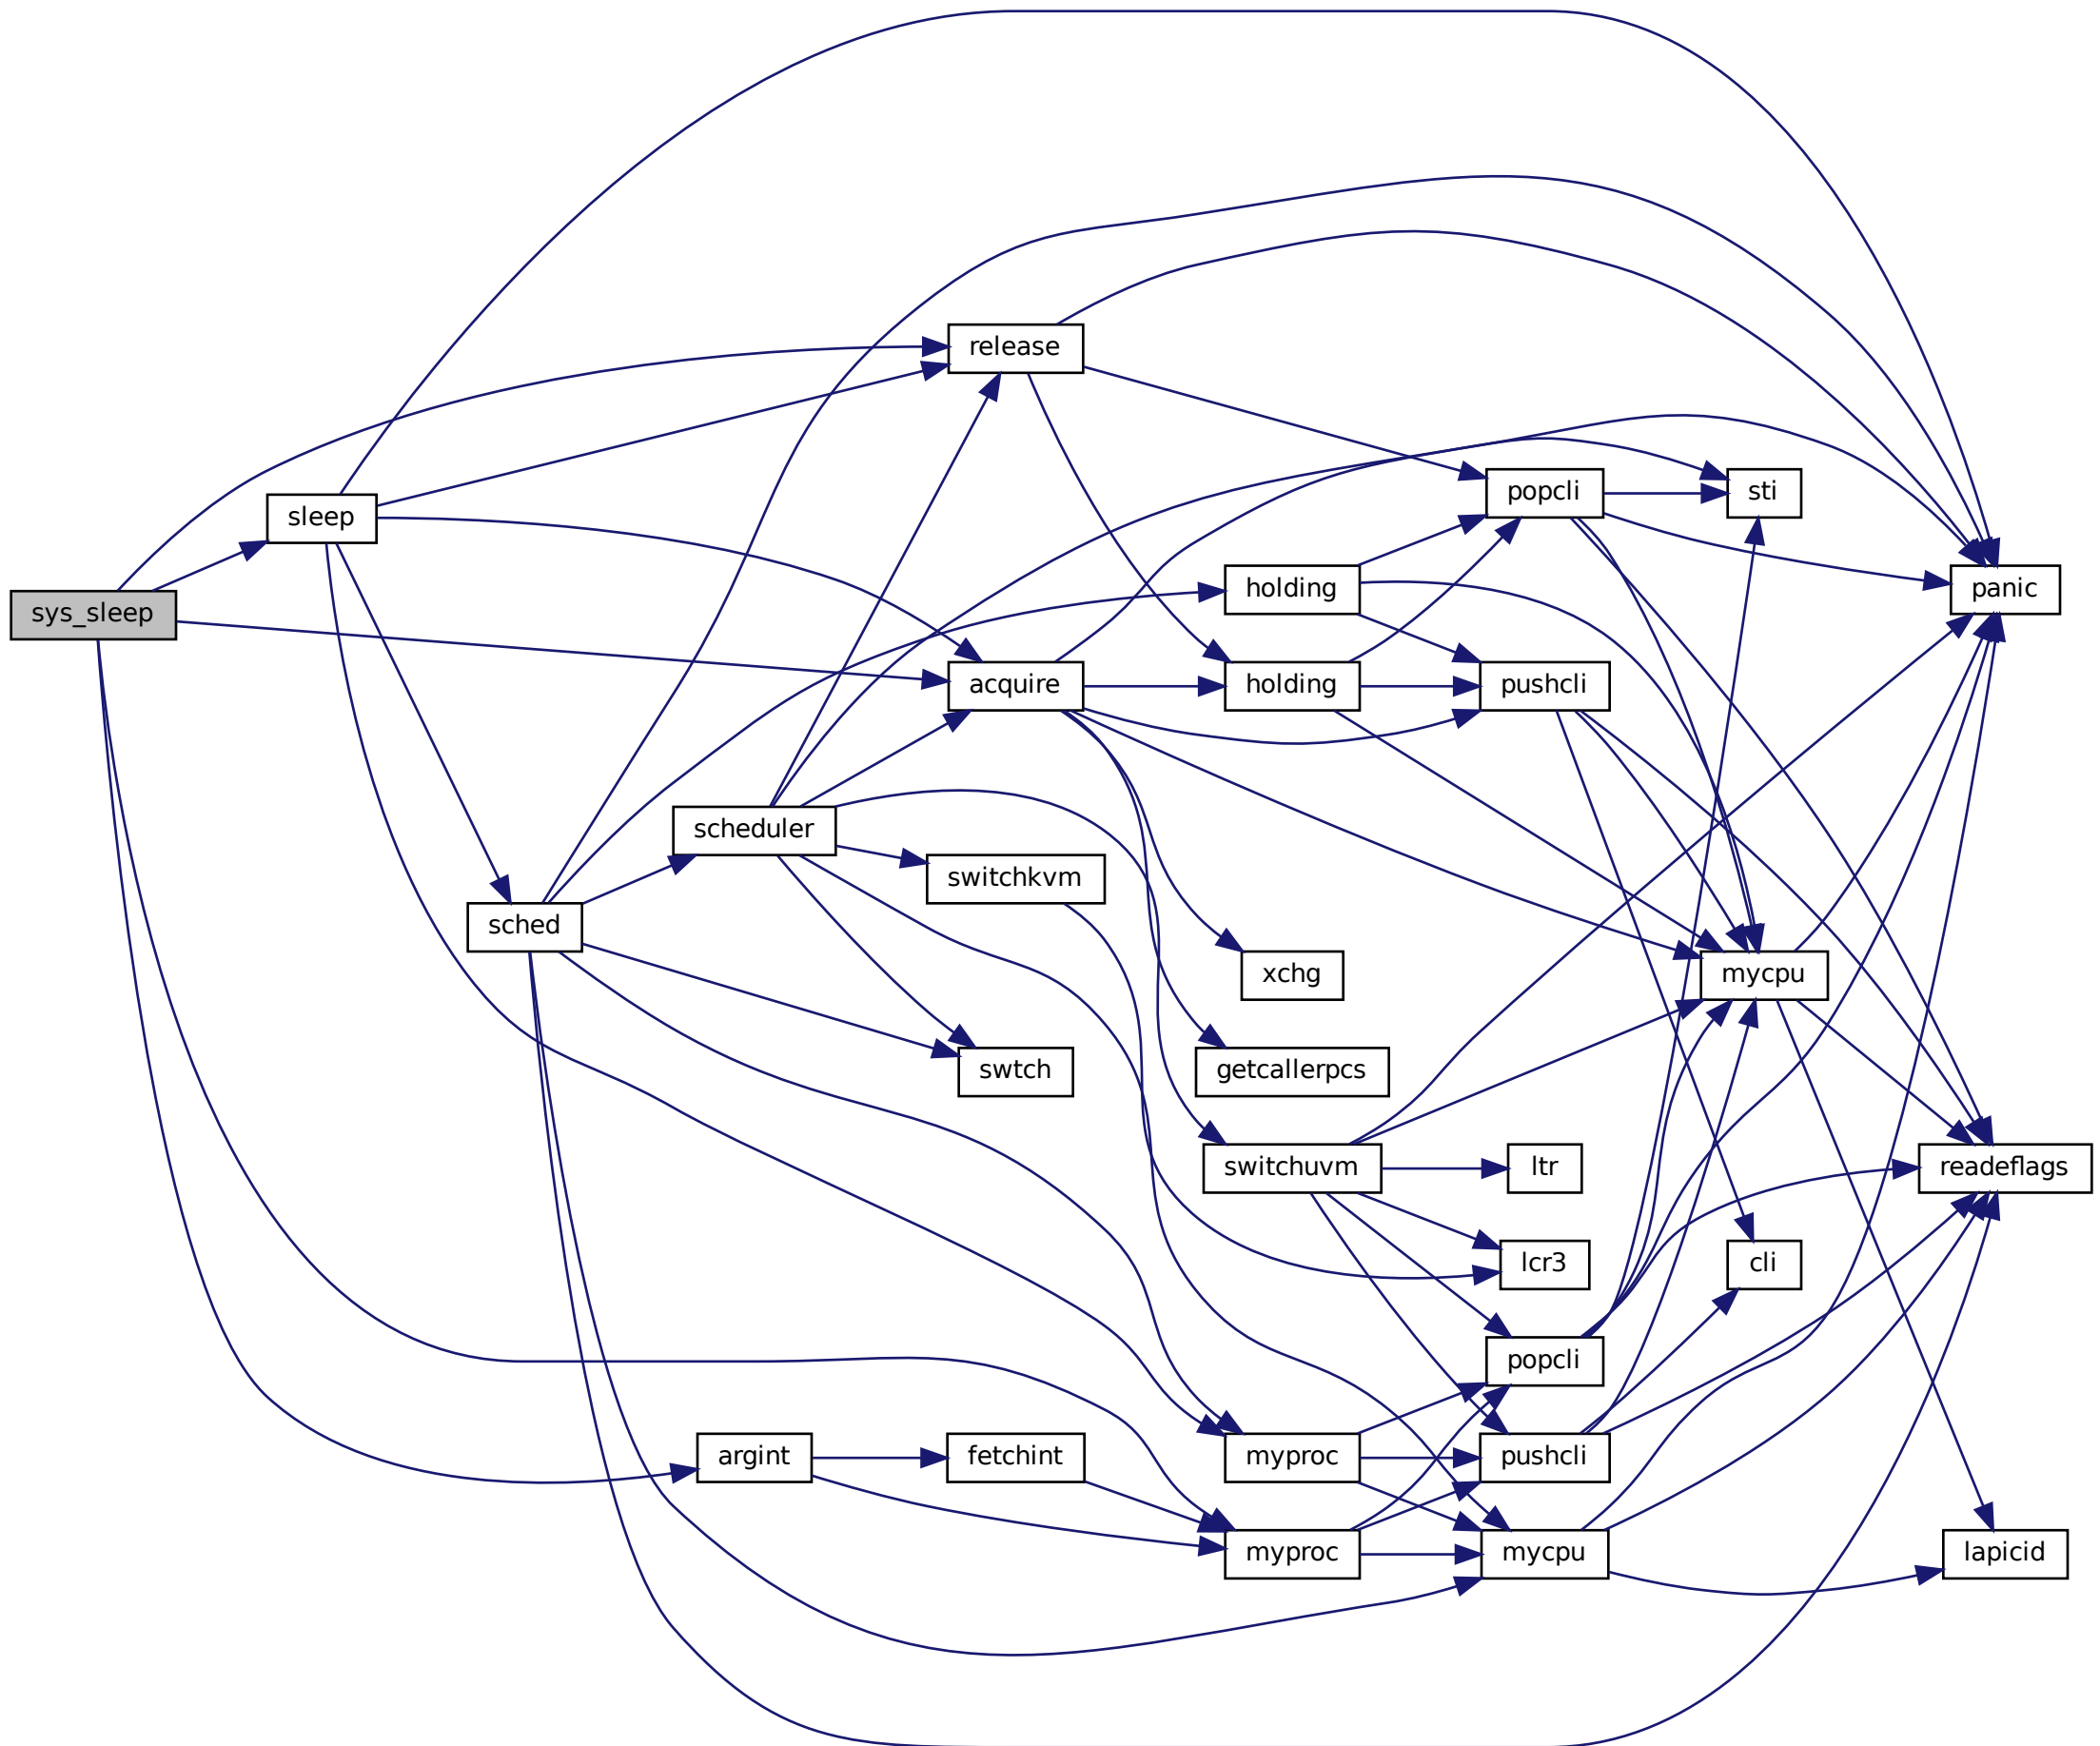 release
popcli
sti
sleep
holding
panic
sys_sleep
acquire
holding
pushcli
scheduler
switchkvm
sched
xchg
mycpu
swtch
getcallerpcs
switchuvm
ltr
readeflags
lcr3
cli
popcli
argint
fetchint
myproc
pushcli
myproc
mycpu
lapicid